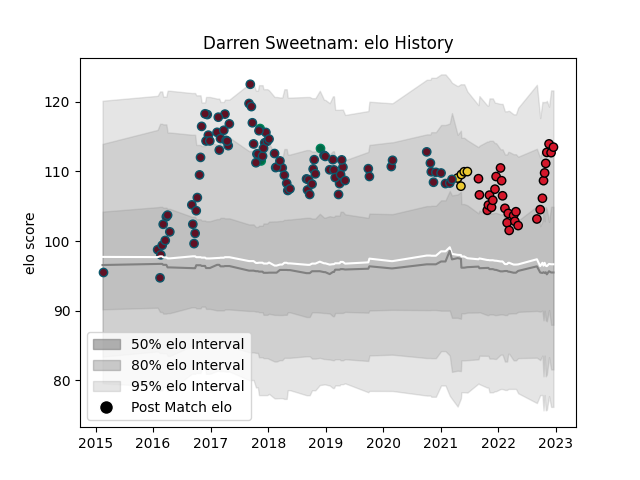 Darren Sweetnam: elo History
elo score
120
110
100
90
80
50% elo Interval
80% elo Interval
95% elo Interval
Post Match elo
2015 2016 2017 2018 2019 2020 2021 2022 2023